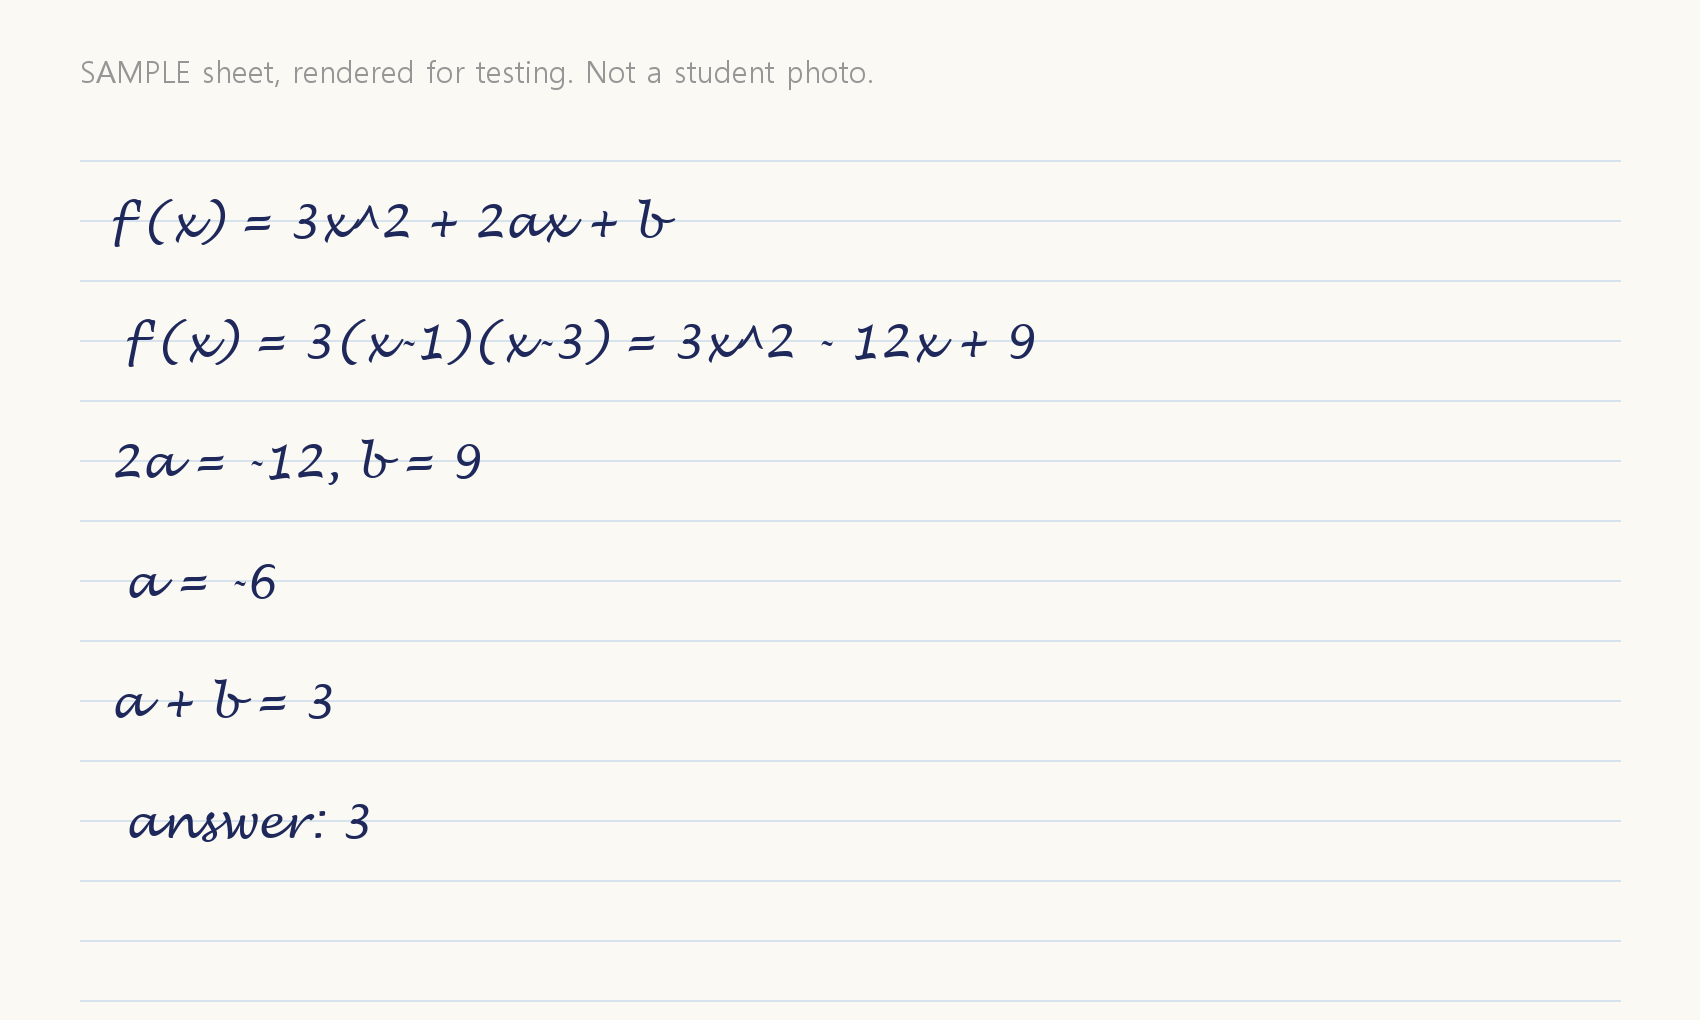 SAMPLE sheet, rendered for testing. Not a student photo.
f(x) = 3x^2 + 2ax + b
f(x) = 3(x-1)(x-3) = 3x^2 - 12x + 9
2a = -12, b = 9
a = -6
a + b = 3
answer: 3